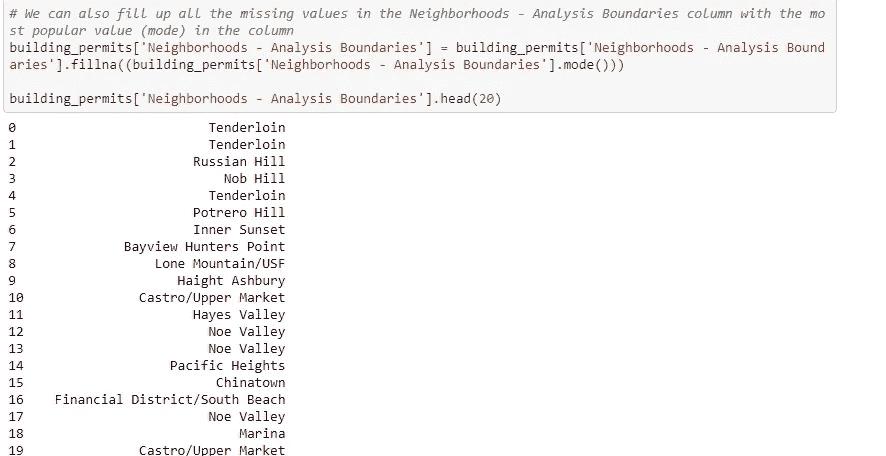 # We can also fill up all the missing values in the Neighborhoods - Analysis Boundaries column with the mo
st popular value (mode) in the column
building_permits['Neighborhoods - Analysis Boundaries'] = building_permits['Neighborhoods - Analysis Bound
aries'].fillna((building_permits['Neighborhoods - Analysis Boundaries'].mode()))
building_permits['Neighborhoods - Analysis Boundaries'].head(20)
0 Tenderloin
1 Tenderloin
2 Russian Hill
3 Nob Hill
4 Tenderloin
5 Potrero Hill
6 Inner Sunset
7 Bayview Hunters Point
8 Lone Mountain/USF
9 Haight Ashbury
10 Castro/Upper Market
11 Hayes Valley
12 Noe Valley
13 Noe Valley
14 Pacific Heights
15 Chinatown
16 Financial District/South Beach
17 Noe Valley
18 Marina
19 Castro/Upper Market